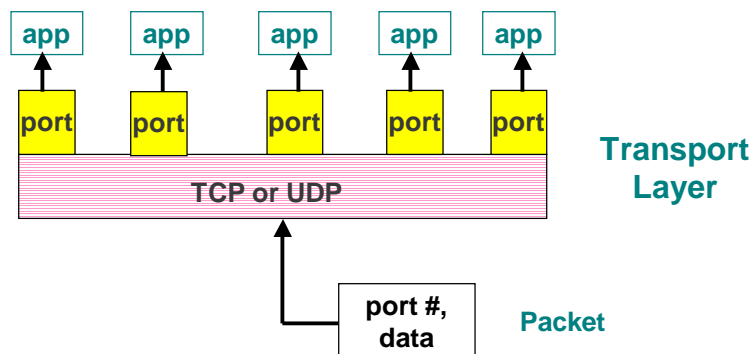 app app app app app
port port port port port
TCP or UDP
Transport
Layer
port #,
data
Packet